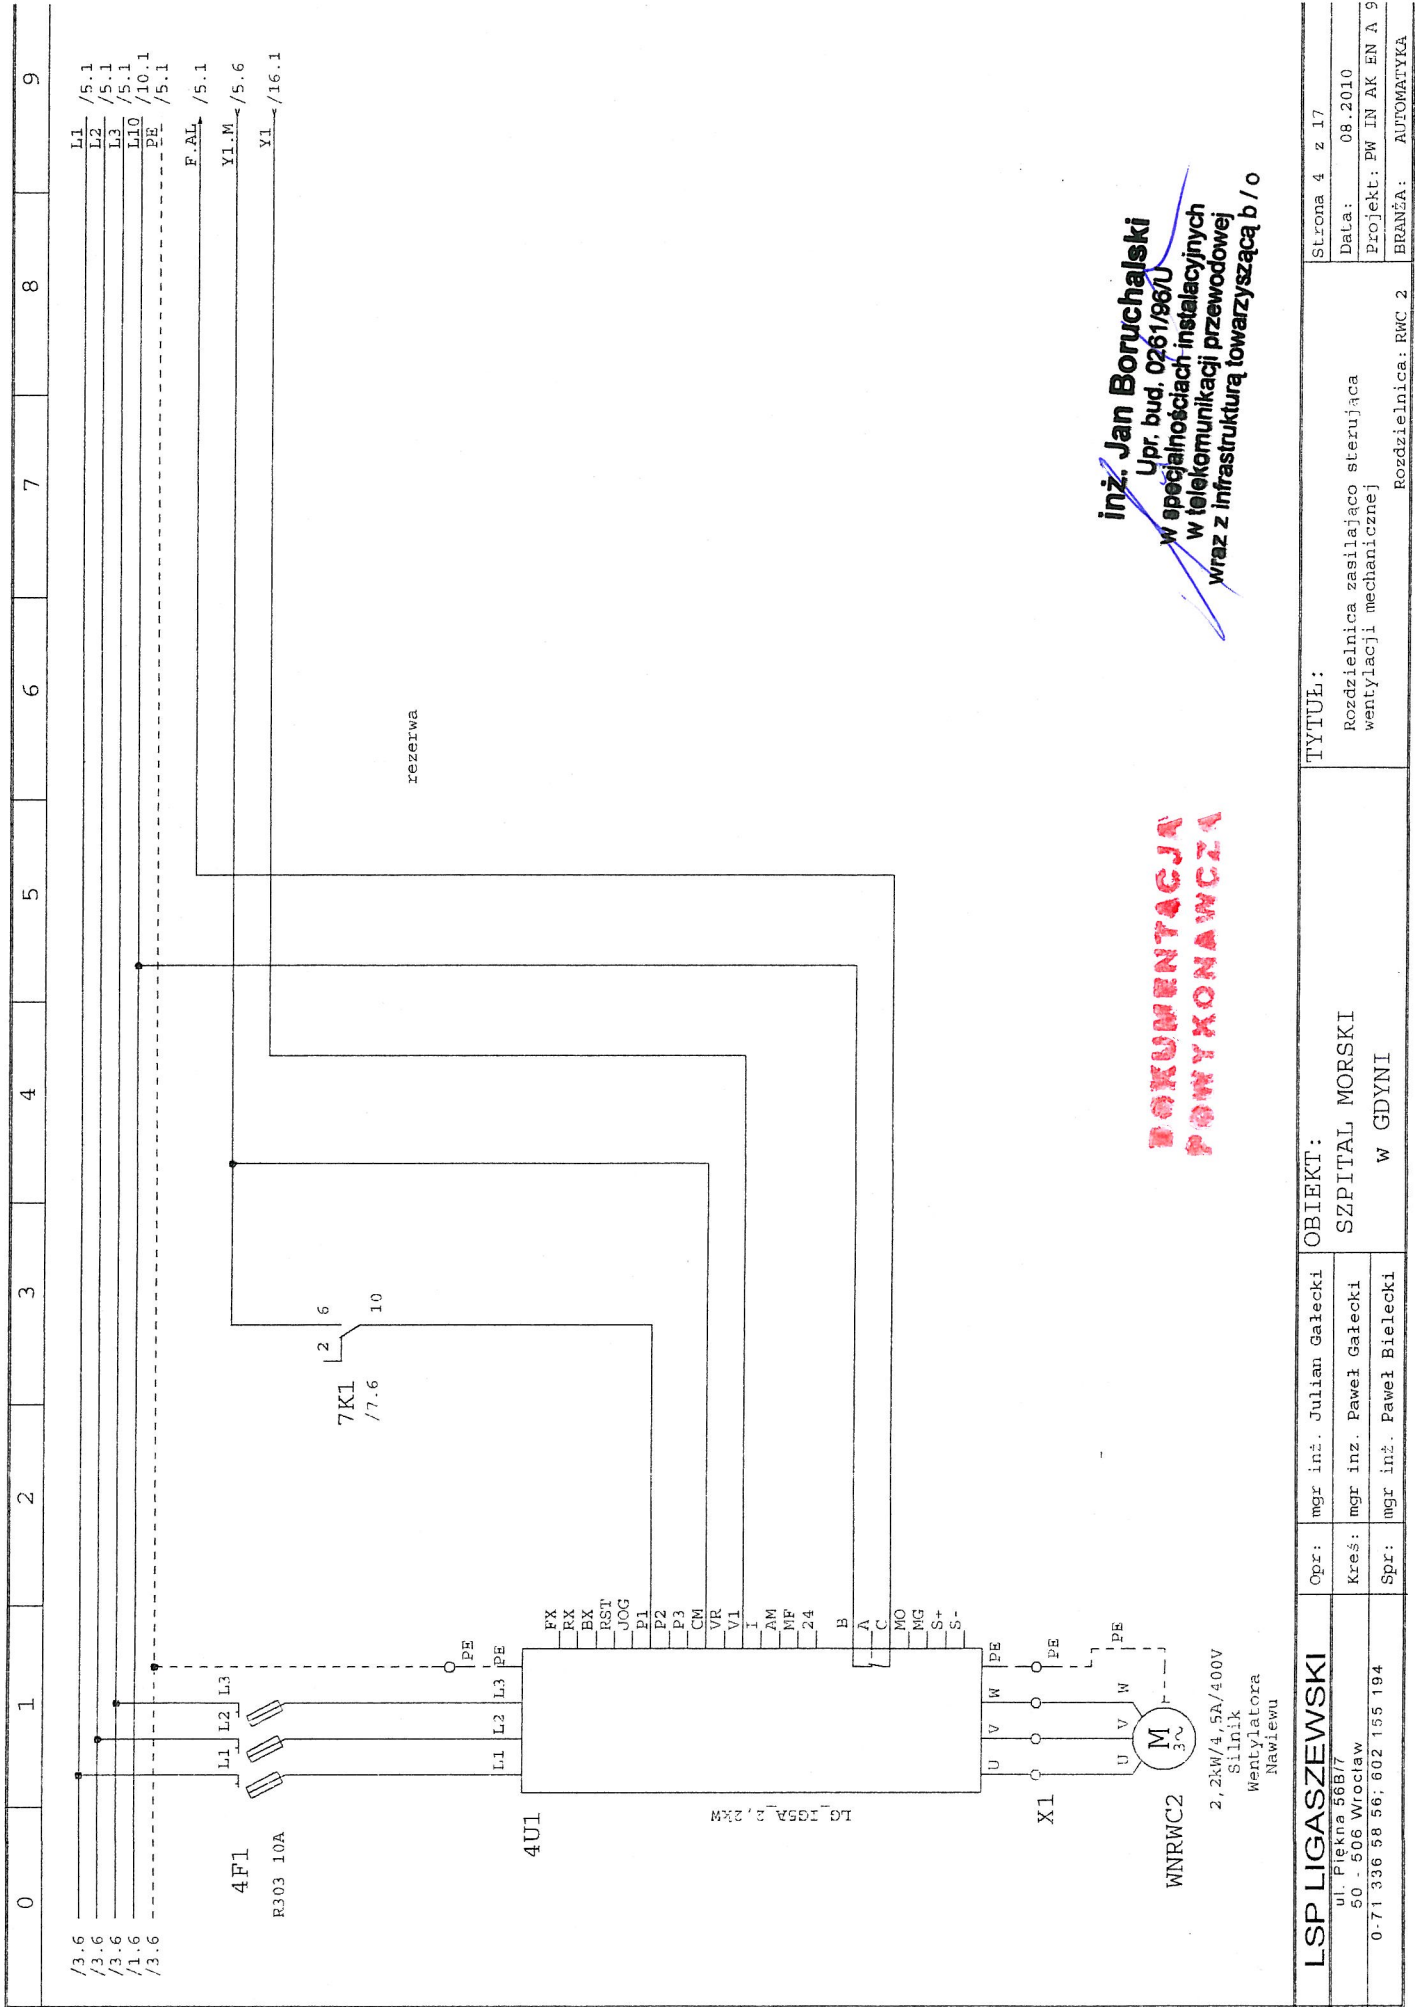 0 1 2 3 4 5 6 7 8 9
/3.6
/3.6
/3.6
/1.6
/3.6
L1 /5.1
L2 /5.1
L3 /5.1
L10 /10.1
PE /5.1
F.AL /5.1
Y1.M /5.6
Y1 /16.1
4F1
R303 10A
L1 L2 L3
7K1
/7.6
2 6
10
rezerwa
PE
4U1
L1 L2 L3 PE
LG_IG5A_2,2kW
FX
RX
BX
RST
JOG
P1
P2
P3
CM
VR
V1
I
AM
MF
24
B
A
C
MO
MG
S+
S-
U V W PE
X1
PE
U V W PE
M
3~
WNRWC2
2,2kW/4,5A/400V
Silnik
Wentylatora
Nawiewu
DOKUMENTACJA
POWYKONAWCZA
inż. Jan Boruchalski
Upr. bud. 0261/96/U
w specjalnościach instalacyjnych
w telekomunikacji przewodowej
wraz z infrastrukturą towarzyszącą b / o
LSP LIGASZEWSKI
ul. Piękna 56B/7
50 - 506 Wrocław
0-71 336 58 56; 602 155 194
Opr: mgr inż. Julian Gałecki
Kreś: mgr inz. Paweł Gałecki
Spr: mgr inż. Paweł Bielecki
OBIEKT:
SZPITAL MORSKI
W GDYNI
TYTUŁ:
Rozdzielnica zasilająco sterująca
wentylacji mechanicznej
Rozdzielnica: RWC 2
Strona 4 z 17
Data: 08.2010
Projekt: PW IN AK EN A 9
BRANŻA: AUTOMATYKA